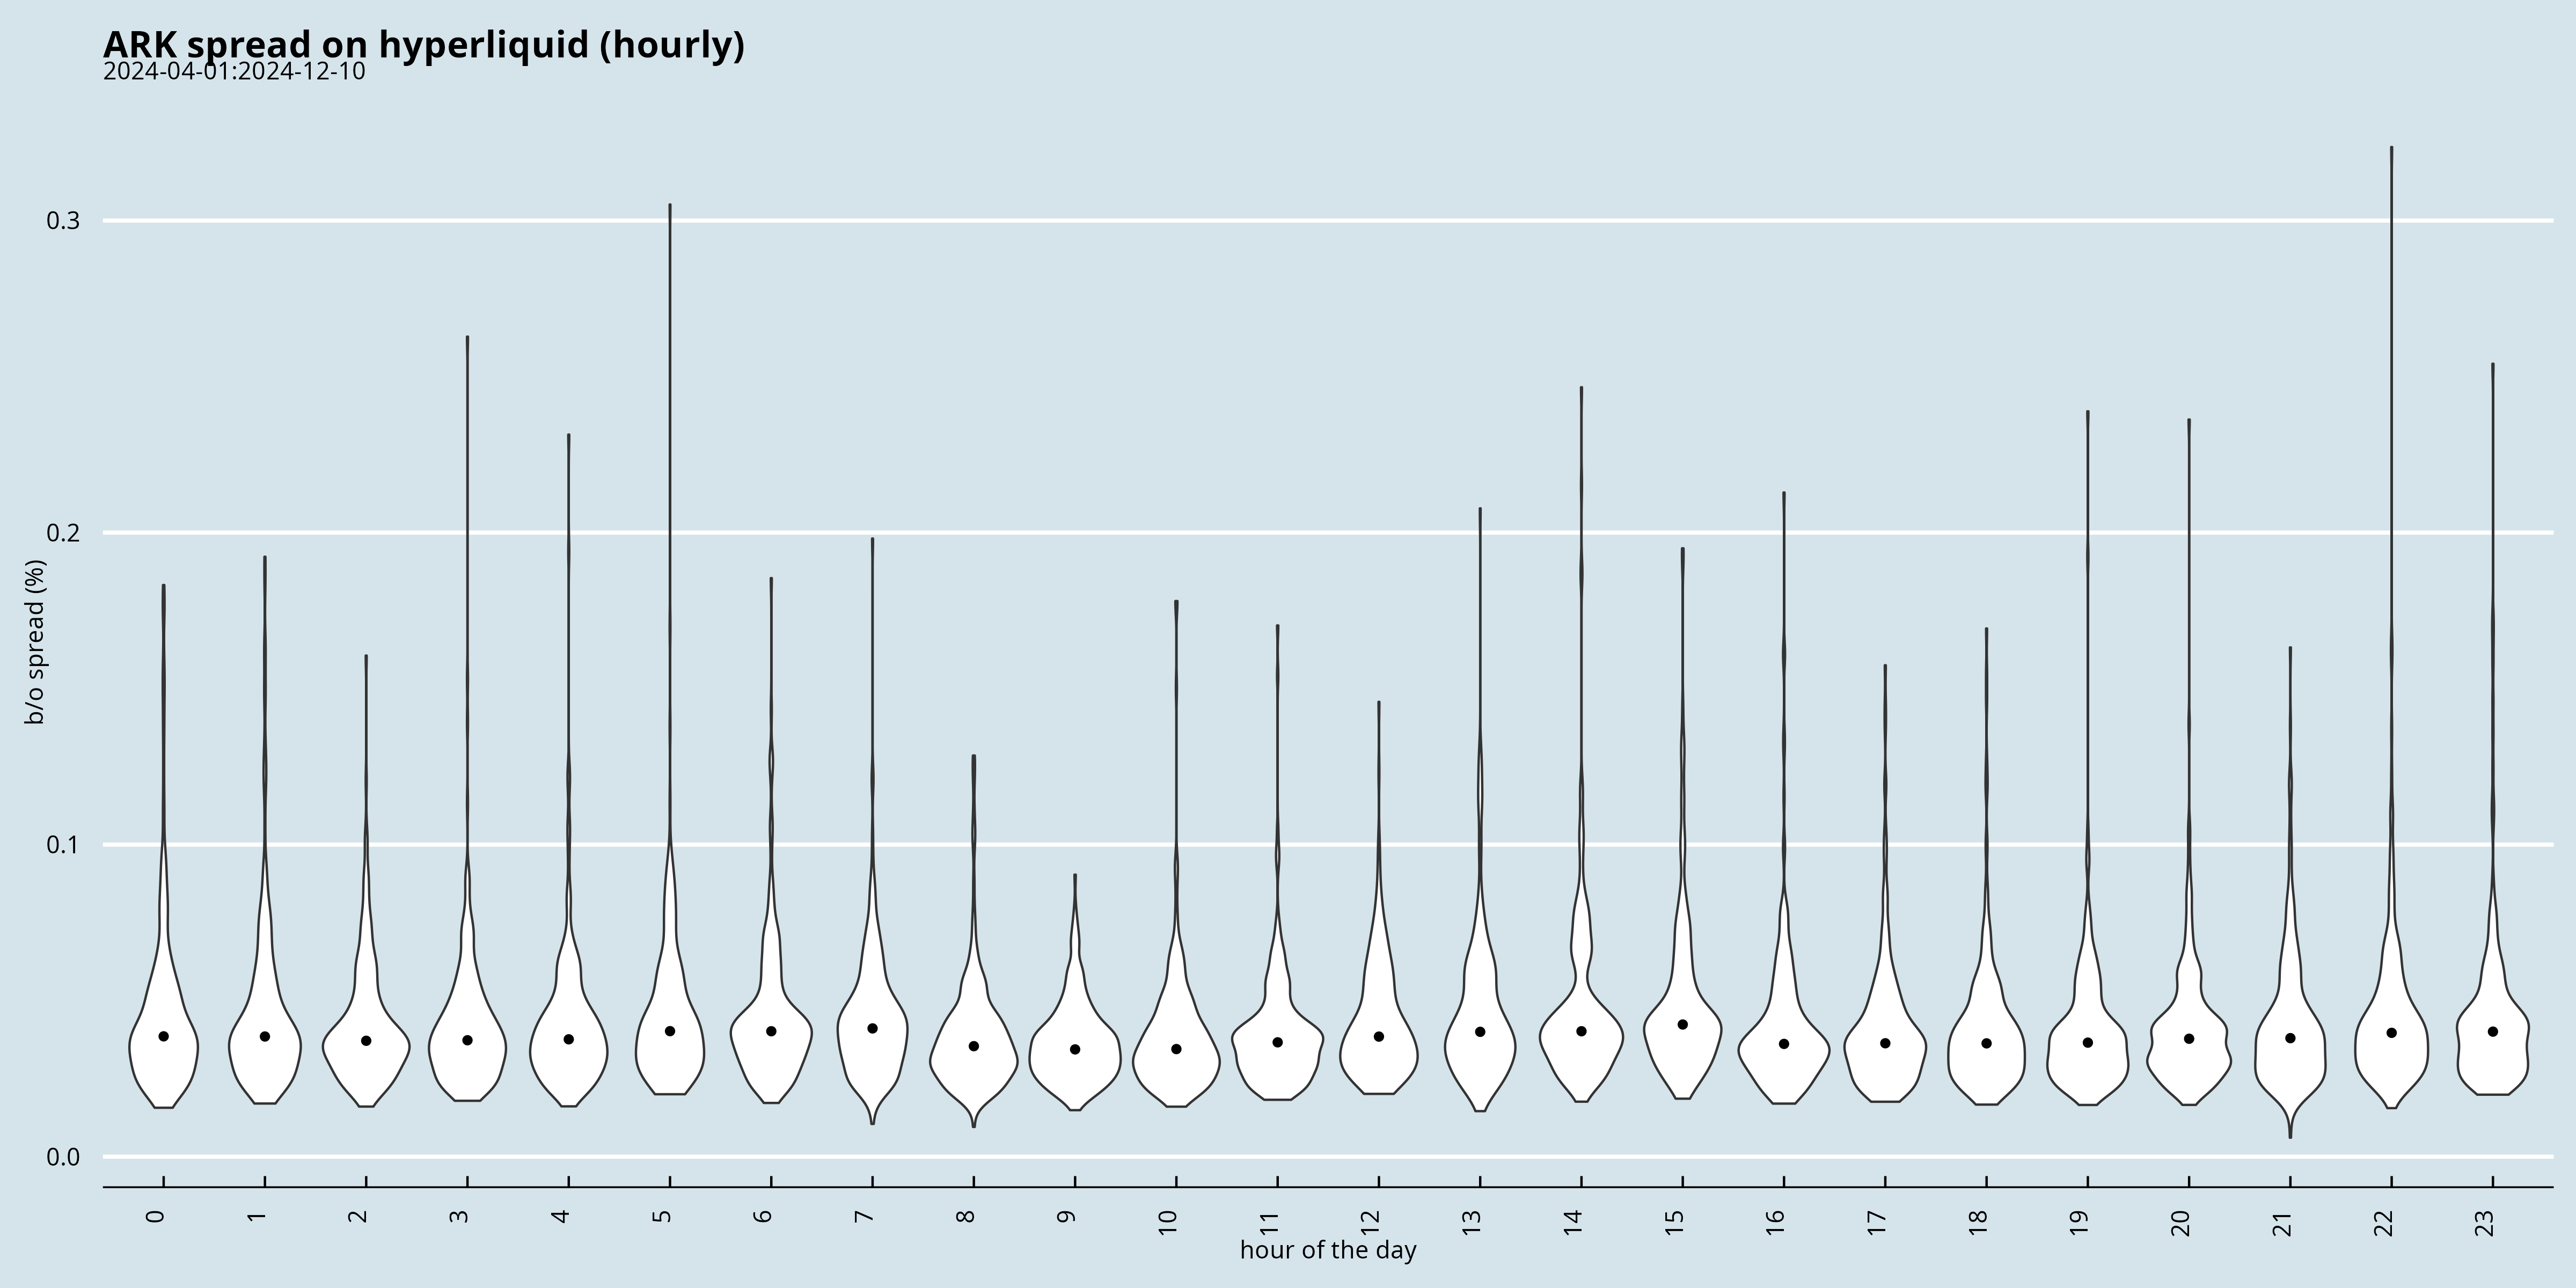 ARK spread on hyperliquid (hourly)
2024-04-01:2024-12-10
b/o spread (%)
0.3
0.2
0.1
0.0
0 1 2 3 4 5 6 7 8 9 10 11 12 13 14 15 16 17 18 19 20 21 22 23
hour of the day